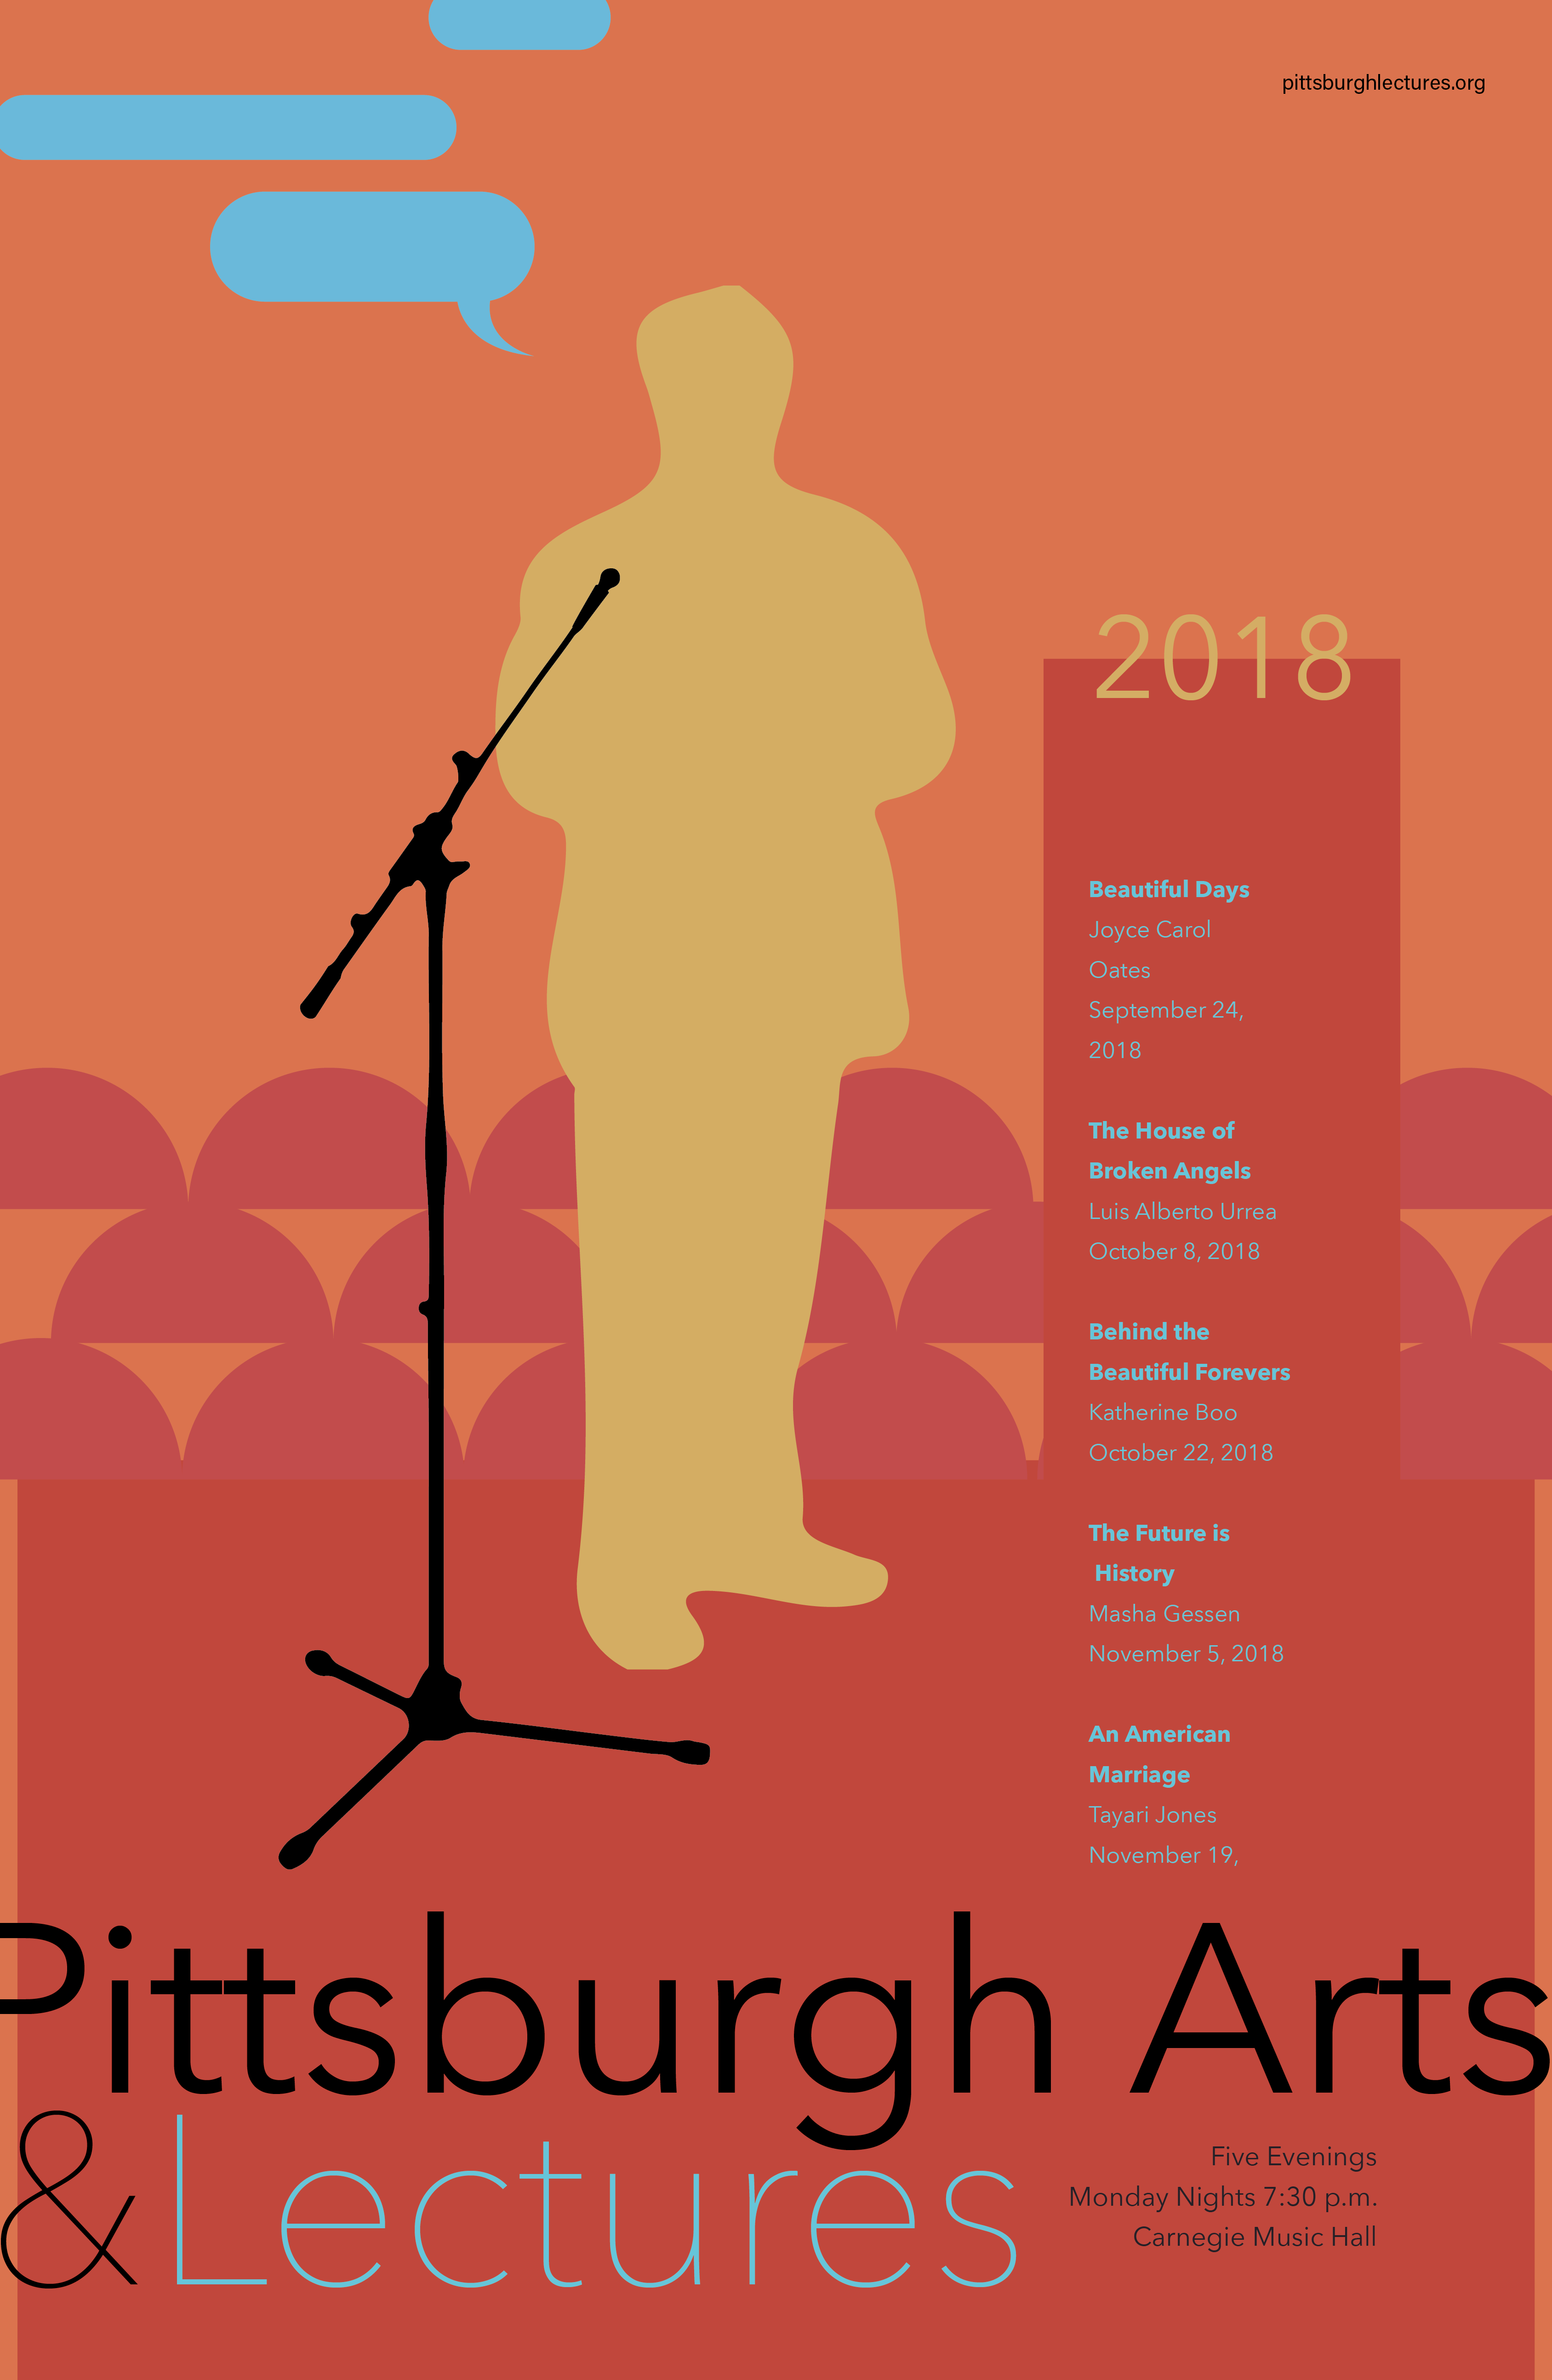 pittsburghlectures.org
2018
Beautiful Days
Joyce Carol
Oates
September 24,
2018
The House of
Broken Angels
Luis Alberto Urrea
October 8, 2018
Behind the
Beautiful Forevers
Katherine Boo
October 22, 2018
The Future is
History
Masha Gessen
November 5, 2018
An American
Marriage
Tayari Jones
November 19,
Pittsburgh Arts
& Lectures
Five Evenings
Monday Nights 7:30 p.m.
Carnegie Music Hall